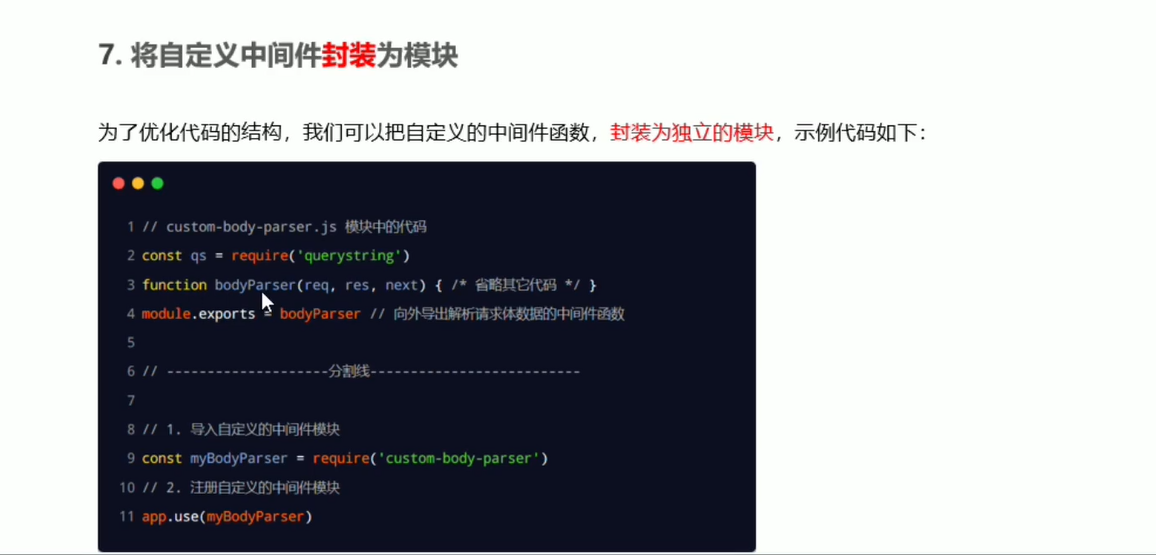 7. 将自定义中间件封装为模块
为了优化代码的结构，我们可以把自定义的中间件函数，封装为独立的模块，示例代码如下：
1 // custom-body-parser.js 模块中的代码
2 const qs = require('querystring')
3 function bodyParser(req, res, next) { /* 省略其它代码 */ }
4 module.exports = bodyParser // 向外导出解析请求体数据的中间件函数
5
6 // --------------------分割线--------------------------
7
8 // 1. 导入自定义的中间件模块
9 const myBodyParser = require('custom-body-parser')
10 // 2. 注册自定义的中间件模块
11 app.use(myBodyParser)